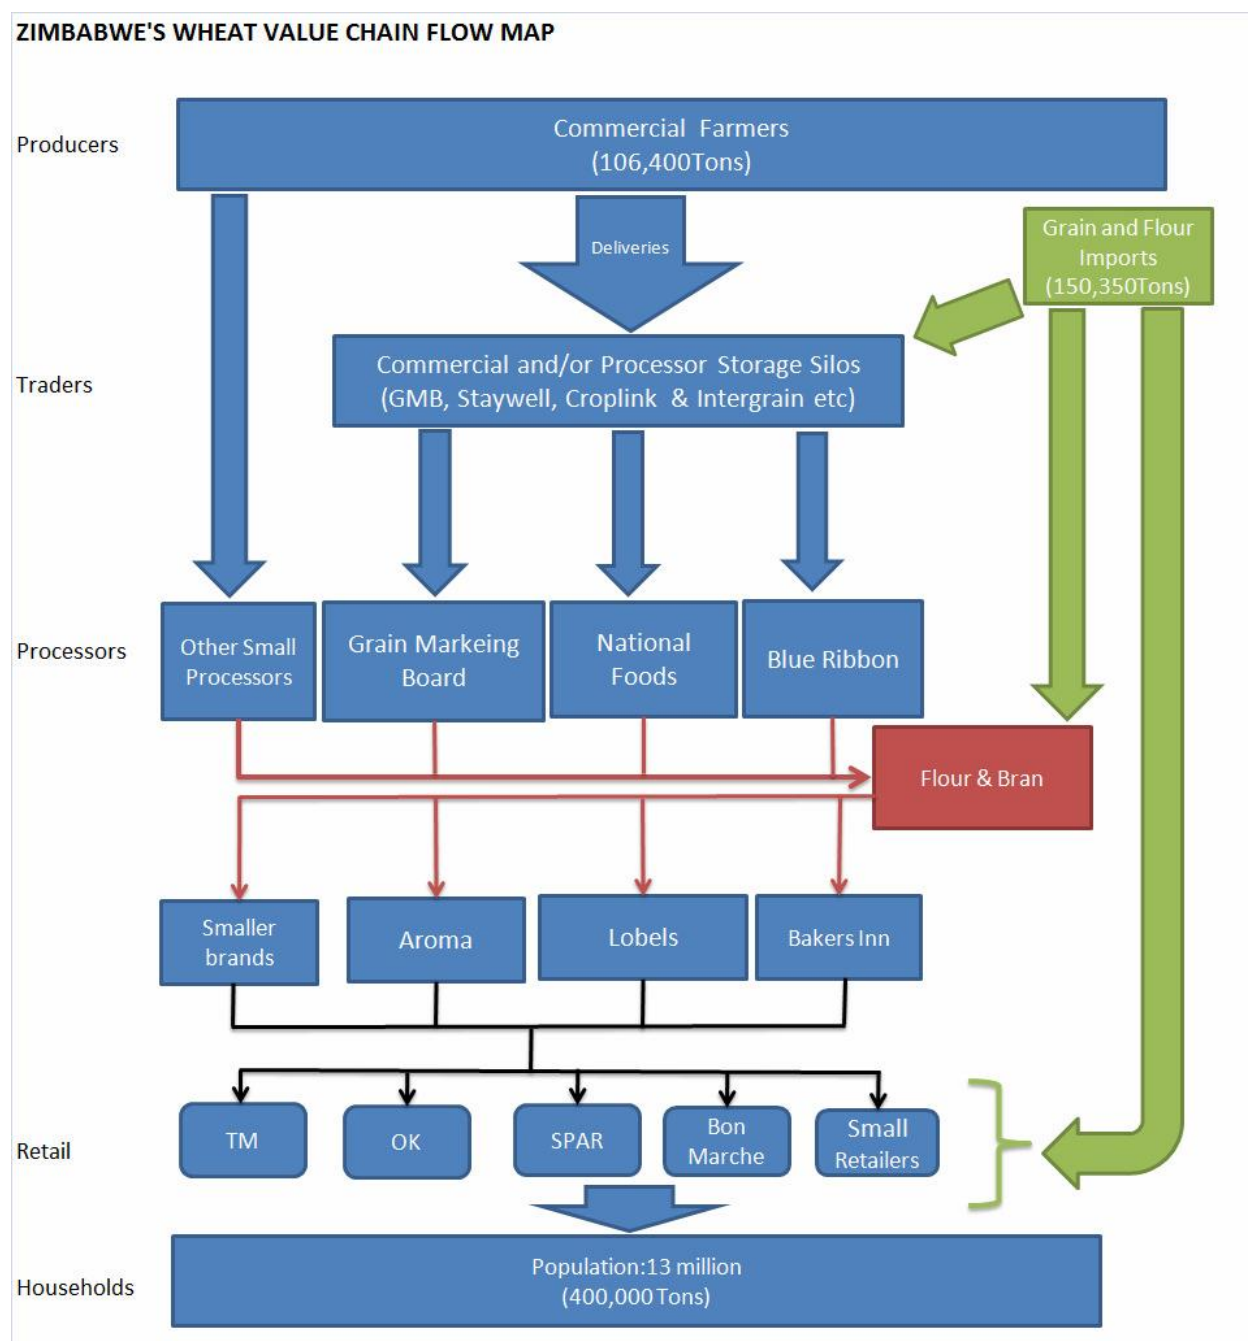 ZIMBABWE'S WHEAT VALUE CHAIN FLOW MAP
Producers
Commercial Farmers
(106,400Tons)
Deliveries
Grain and Flour
Imports
(150,350Tons)
Traders
Commercial and/or Processor Storage Silos
(GMB, Staywell, Croplink & Intergrain etc)
Processors
Other Small
Processors
Grain Markeing
Board
National
Foods
Blue Ribbon
Flour & Bran
Smaller
brands
Aroma
Lobels
Bakers Inn
Retail
TM
OK
SPAR
Bon
Marche
Small
Retailers
Households
Population:13 million
(400,000 Tons)